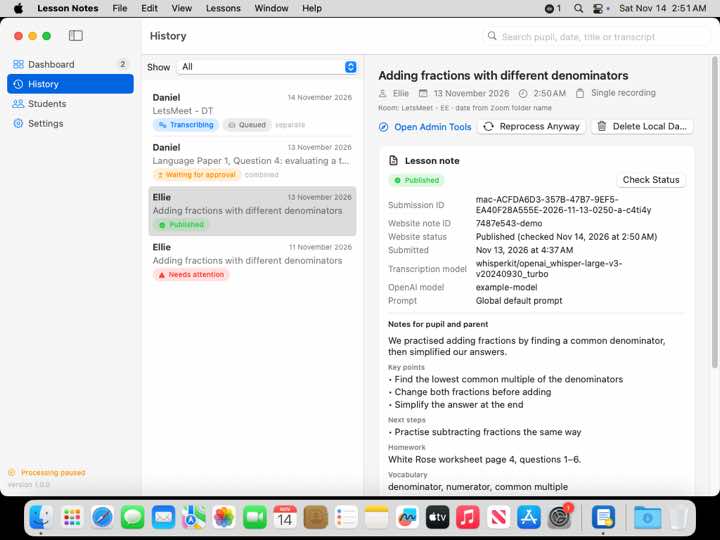 Lesson Notes File Edit View Lessons Window Help 1 Sat Nov 14 2:51 AM
History
Search pupil, date, title or transcript
Dashboard 2
History
Students
Settings
Processing paused
version 1.0.0
Show All
Daniel 14 November 2026
LetsMeet - DT
Transcribing Queued separate
Daniel 13 November 2026
Language Paper 1, Question 4: evaluating a t...
Waiting for approval combined
Ellie 13 November 2026
Adding fractions with different denominators
Published
Ellie 11 November 2026
Adding fractions with different denominators
Needs attention
Adding fractions with different denominators
Ellie 13 November 2026 2:50 AM Single recording
Room: LetsMeet - EE · date from Zoom folder name
Open Admin Tools Reprocess Anyway Delete Local Da...
Lesson note
Published Check Status
Submission ID mac-ACFDA6D3-357B-47B7-9EF5-
EA40F28A555E-2026-11-13-0250-a-c4ti4y
Website note ID 7487e543-demo
Website status Published (checked Nov 14, 2026 at 2:50 AM)
Submitted Nov 13, 2026 at 4:37 AM
Transcription model whisperkit/openai_whisper-large-v3-
v20240930_turbo
OpenAI model example-model
Prompt Global default prompt
Notes for pupil and parent
We practised adding fractions by finding a common denominator,
then simplified our answers.
Key points
• Find the lowest common multiple of the denominators
• Change both fractions before adding
• Simplify the answer at the end
Next steps
• Practise subtracting fractions the same way
Homework
White Rose worksheet page 4, questions 1–6.
Vocabulary
denominator, numerator, common multiple
NOV
14
tv
1